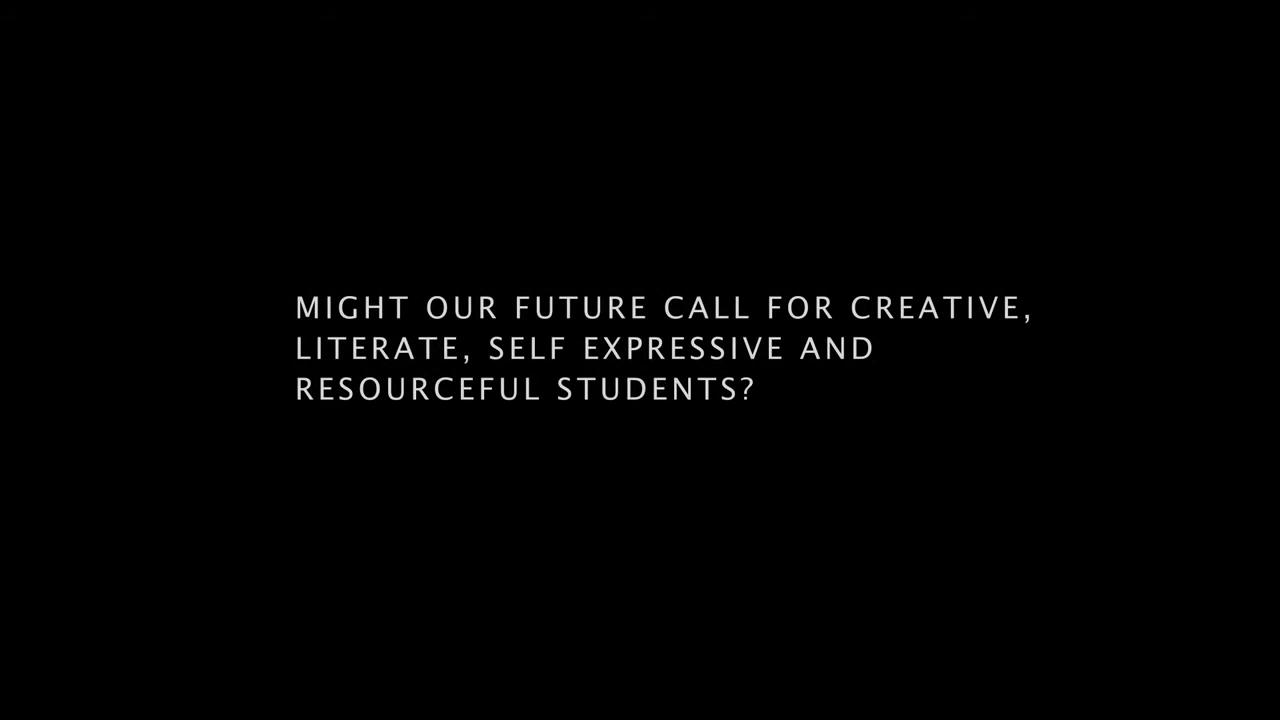 MIGHT OUR FUTURE CALL FOR CREATIVE,
LITERATE, SELF EXPRESSIVE AND
RESOURCEFUL STUDENTS?